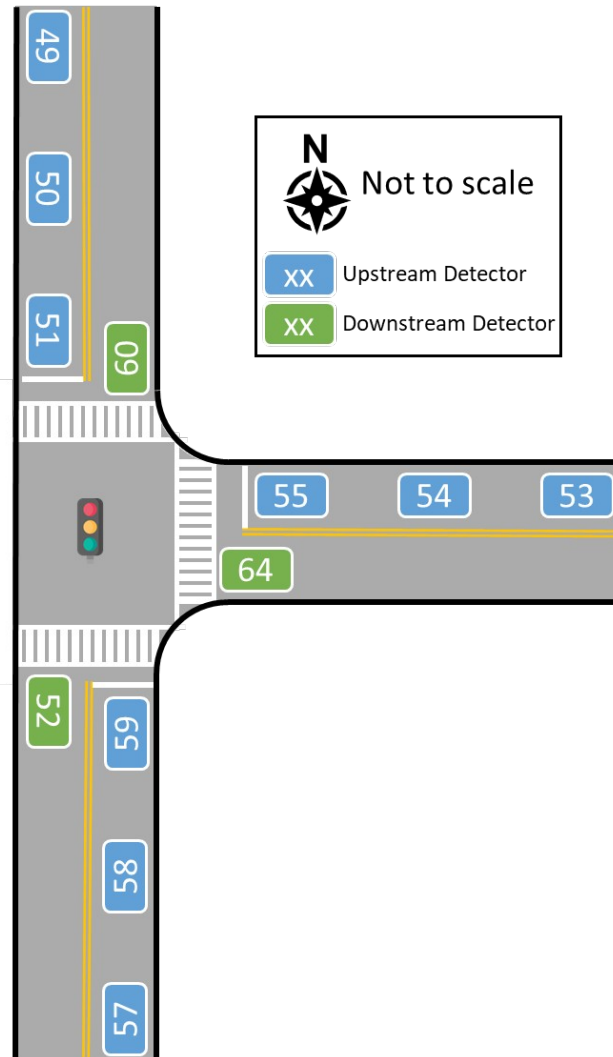 49
50
51
60
N
Not to scale
xx Upstream Detector
xx Downstream Detector
55 54 53
64
52
59
58
57